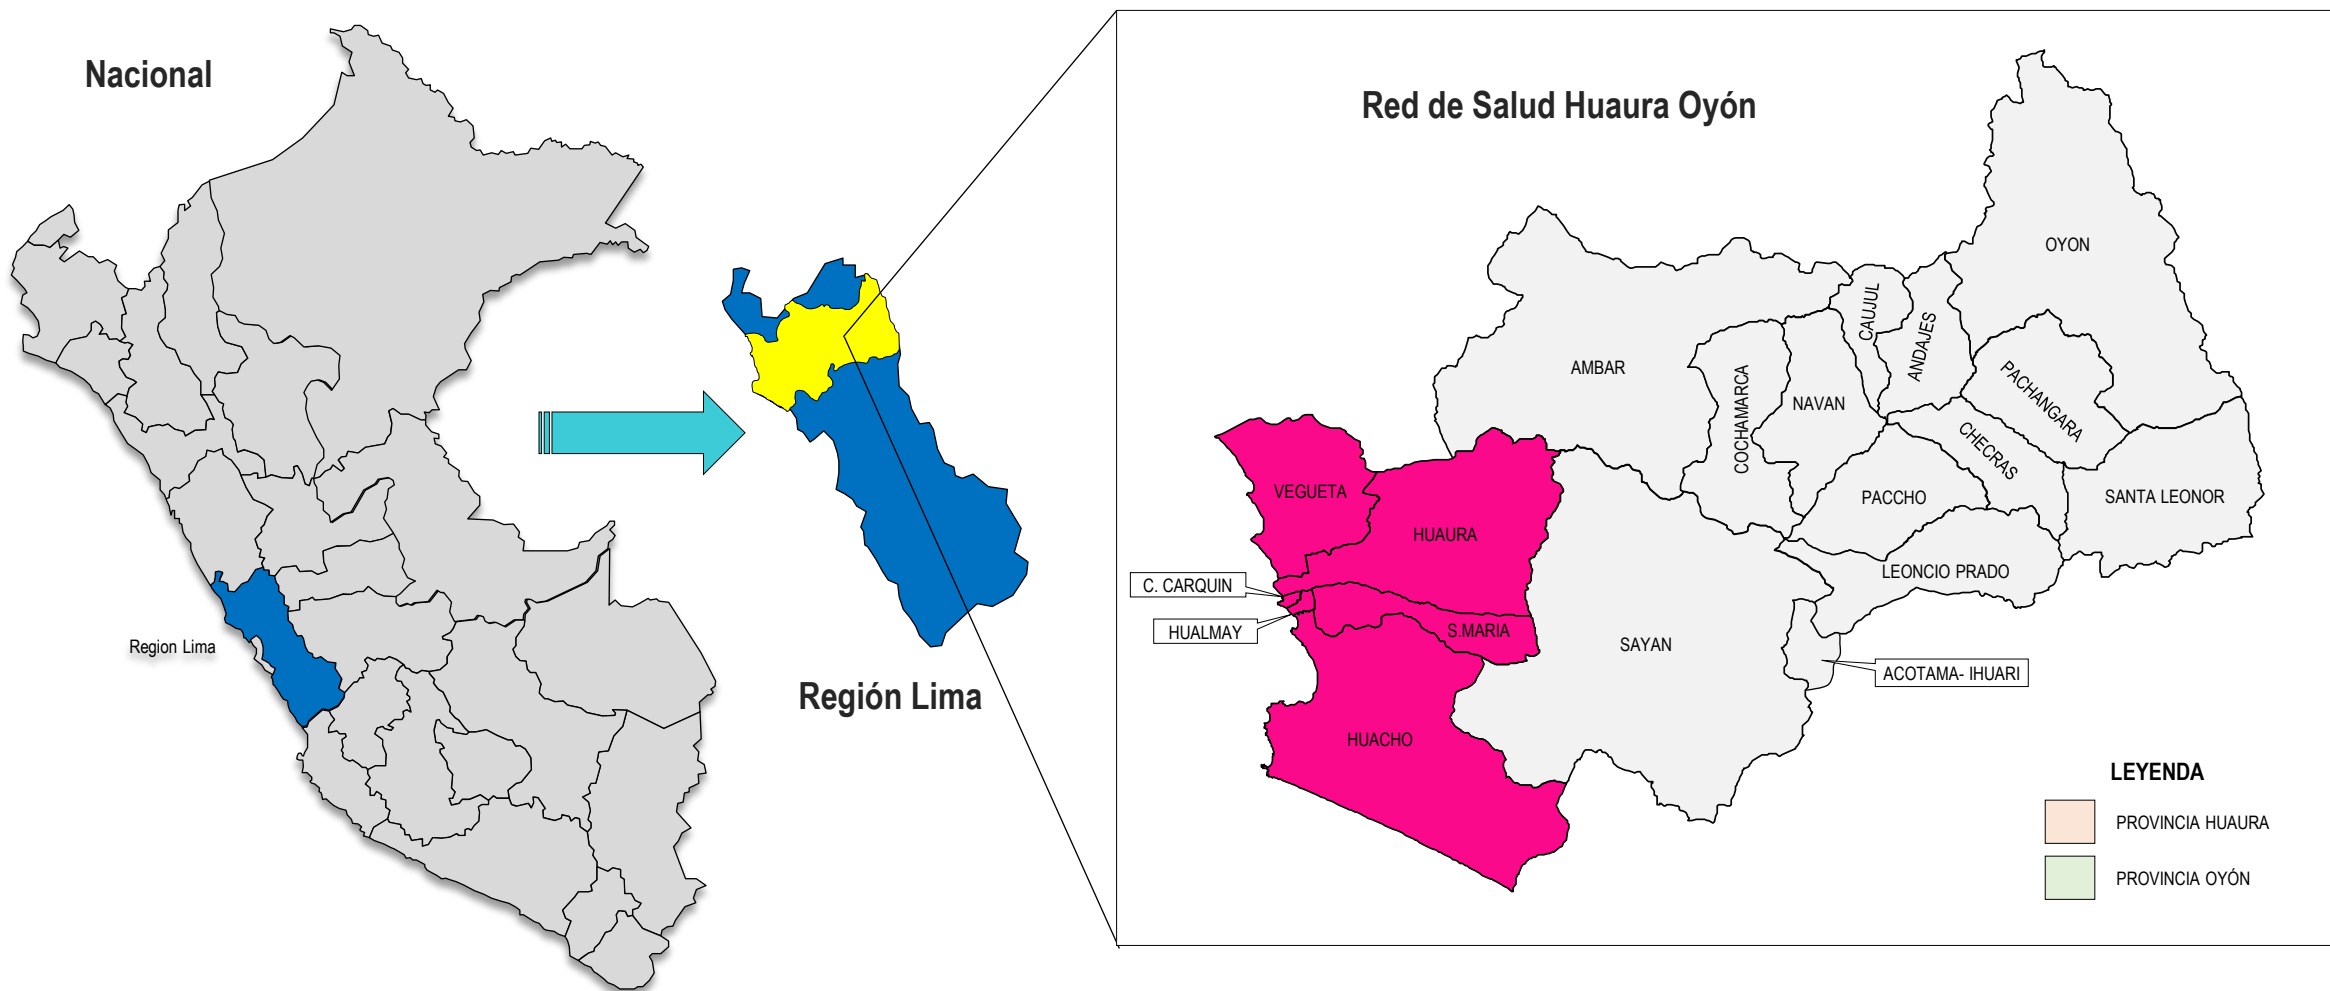 Nacional
Region Lima
Región Lima
Red de Salud Huaura Oyón
OYON
CAUJUL
ANDAJES
AMBAR
COCHAMARCA
NAVAN
PACHANGARA
CHECRAS
VEGUETA
HUAURA
PACCHO
SANTA LEONOR
C. CARQUIN
LEONCIO PRADO
HUALMAY
S.MARIA
SAYAN
ACOTAMA- IHUARI
HUACHO
LEYENDA
PROVINCIA HUAURA
PROVINCIA OYÓN